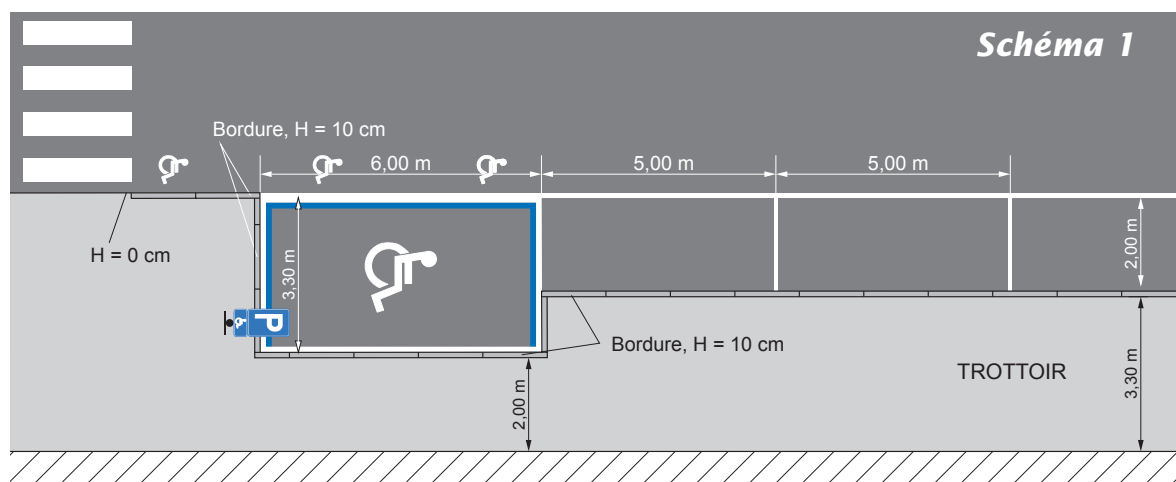 Schéma 1
Bordure, H = 10 cm
6,00 m
5,00 m
5,00 m
H = 0 cm
3,30 m
2,00 m
P
Bordure, H = 10 cm
2,00 m
TROTTOIR
3,30 m